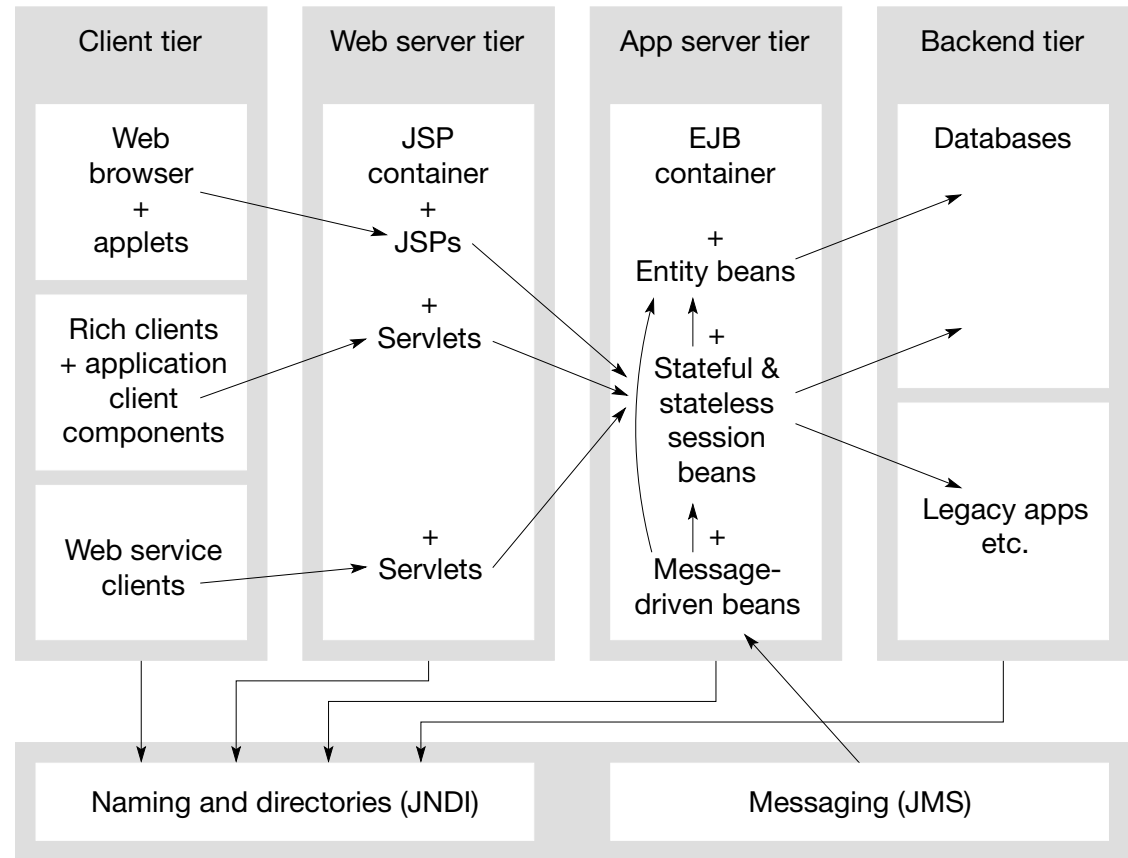 Client tier
Web
browser
+
applets
Rich clients
+ application
client
components
Web service
clients
Web server tier
JSP
container
+
JSPs
+
Servlets
+
Servlets
App server tier
EJB
container
+
Entity beans
+
Stateful &
stateless
session
beans
+
Message-
driven beans
Backend tier
Databases
Legacy apps
etc.
Naming and directories (JNDI)
Messaging (JMS)